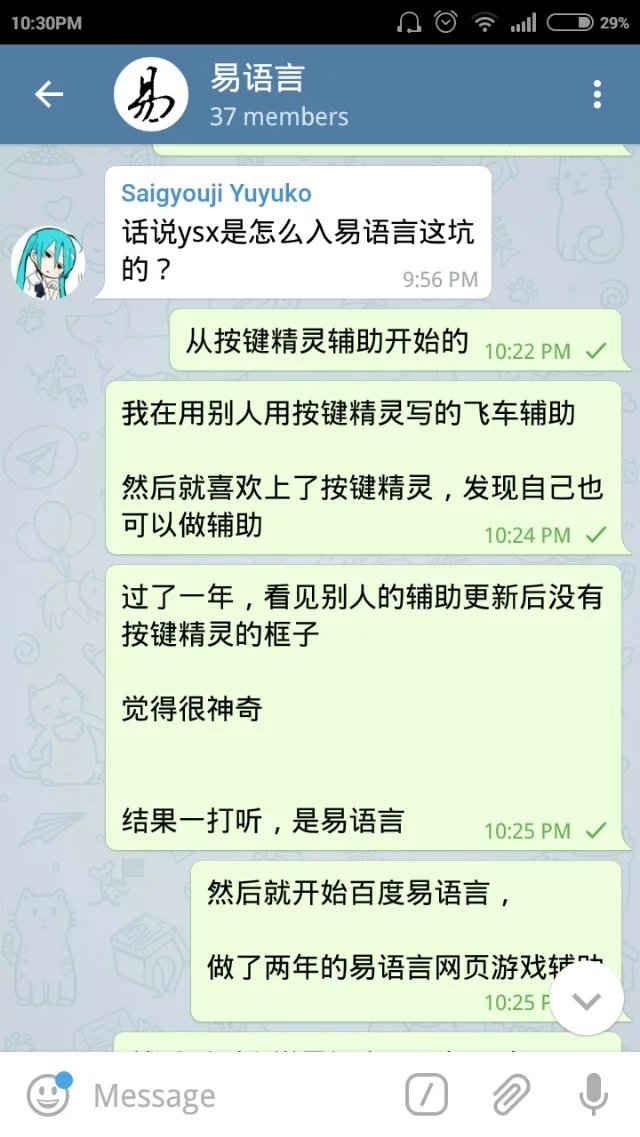 10:30PM
29%
易
易语言
37 members
Saigyouji Yuyuko
话说ysx是怎么入易语言这坑
的？
9:56 PM
从按键精灵辅助开始的
10:22 PM
我在用别人用按键精灵写的飞车辅助
然后就喜欢上了按键精灵，发现自己也
可以做辅助
10:24 PM
过了一年，看见别人的辅助更新后没有
按键精灵的框子
觉得很神奇
结果一打听，是易语言
10:25 PM
然后就开始百度易语言，
做了两年的易语言网页游戏辅助
10:25 P
Message